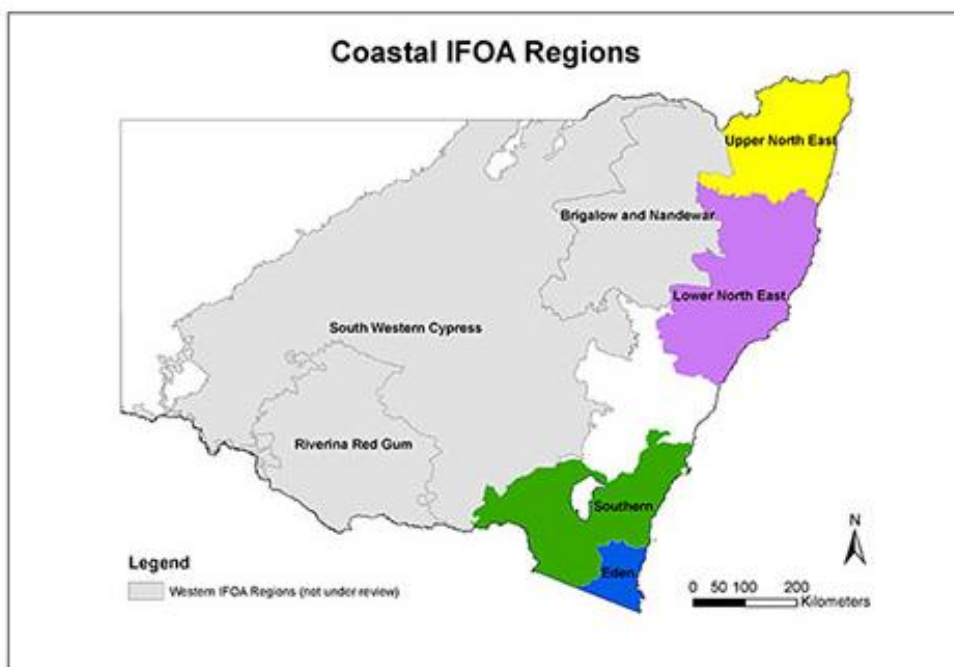 Coastal IFOA Regions
Upper North East
Brigalow and Nandewar
Lower North East
South Western Cypress
Riverina Red Gum
Southern
Eden
N
Legend
Western IFOA Regions (not under review)
0 50 100 200
Kilometers